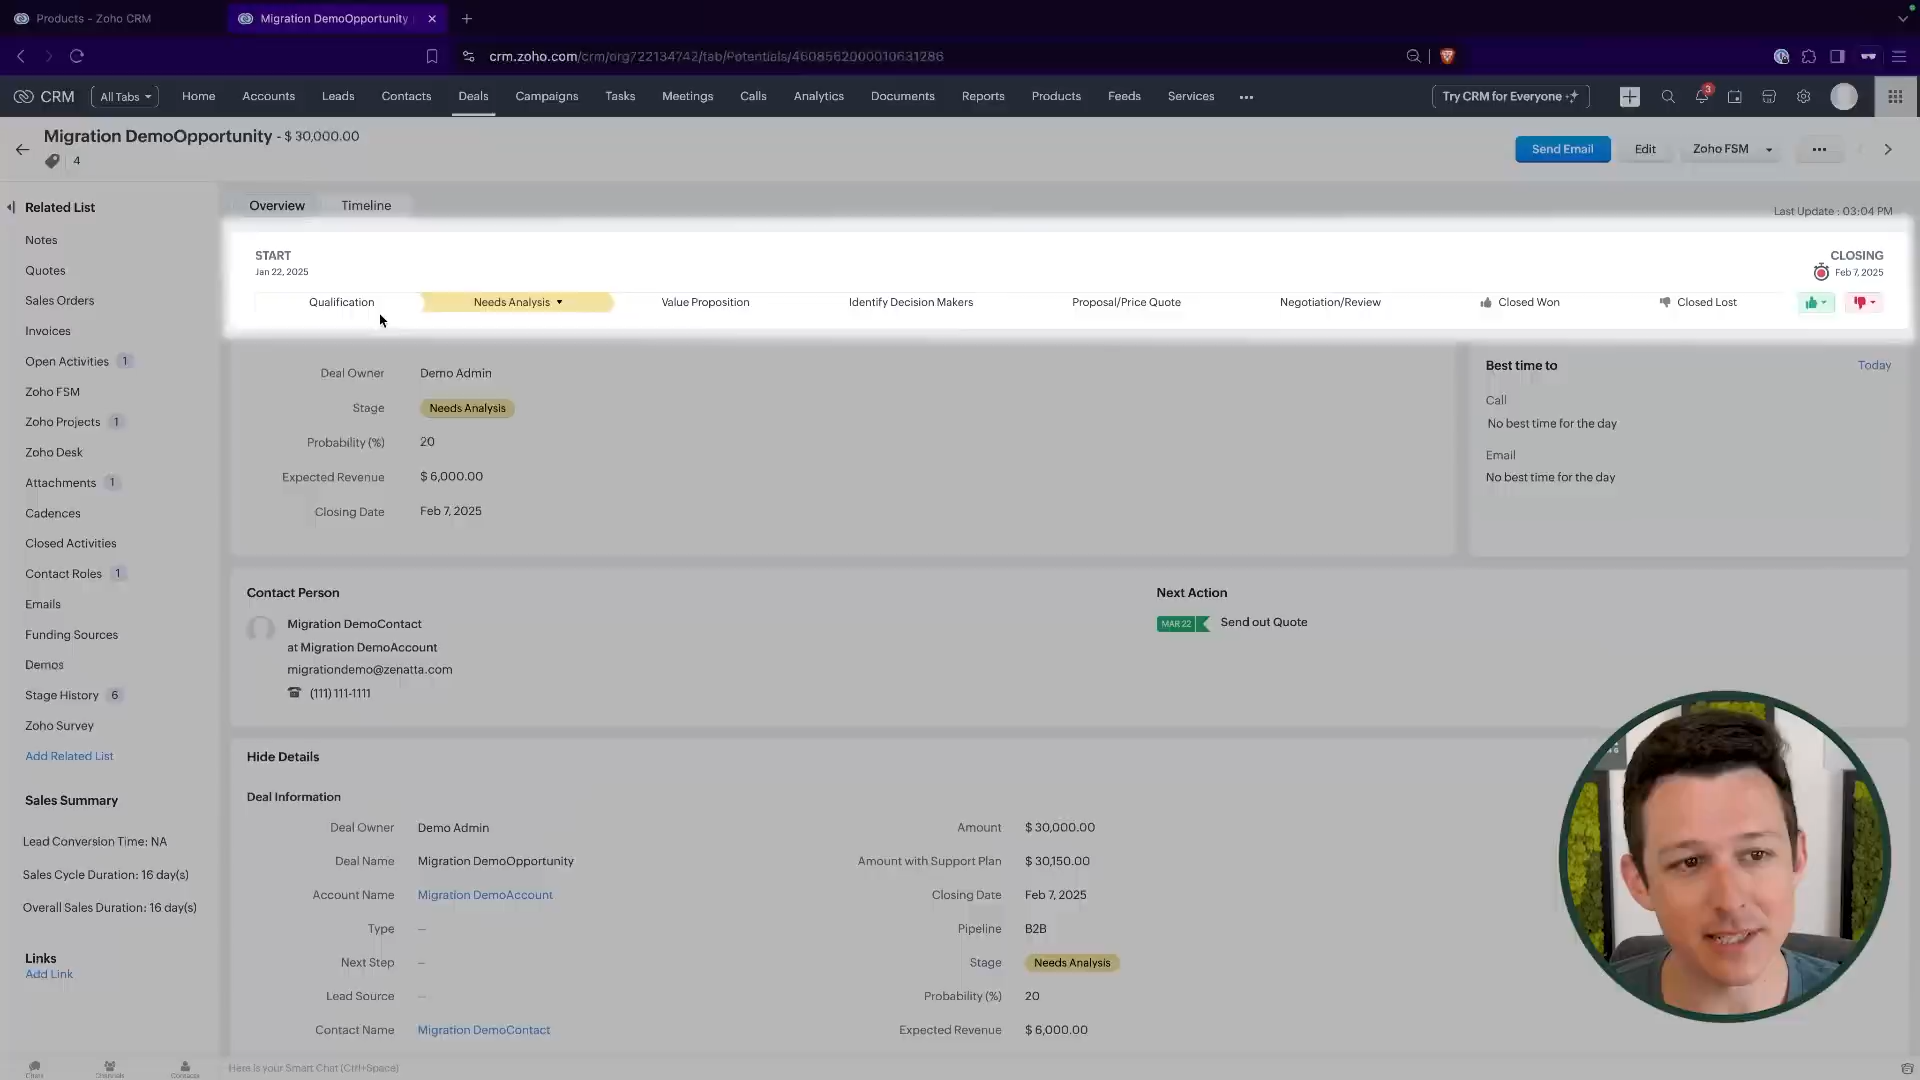 Products - Zoho CRM
Migration DemoOpportunity
crm.zoho.com/crm/org722134742/tab/Potentials/4608562000010631286
CRM
All Tabs
Home
Accounts
Leads
Contacts
Deals
Campaigns
Tasks
Meetings
Calls
Analytics
Documents
Reports
Products
Feeds
Services
Try CRM for Everyone
3
Migration DemoOpportunity - $ 30,000.00
4
Send Email
Edit
Zoho FSM
Related List
Notes
Quotes
Sales Orders
Invoices
Open Activities 1
Zoho FSM
Zoho Projects 1
Zoho Desk
Attachments 1
Cadences
Closed Activities
Contact Roles 1
Emails
Funding Sources
Demos
Stage History 6
Zoho Survey
Add Related List
Sales Summary
Lead Conversion Time: NA
Sales Cycle Duration: 16 day(s)
Overall Sales Duration: 16 day(s)
Links
Add Link
Overview
Timeline
Last Update : 03:04 PM
START
Jan 22, 2025
CLOSING
Feb 7, 2025
Qualification
Needs Analysis
Value Proposition
Identify Decision Makers
Proposal/Price Quote
Negotiation/Review
Closed Won
Closed Lost
Deal Owner Demo Admin
Stage Needs Analysis
Probability (%) 20
Expected Revenue $ 6,000.00
Closing Date Feb 7, 2025
Best time to
Today
Call
No best time for the day
Email
No best time for the day
Contact Person
Migration DemoContact
at Migration DemoAccount
migrationdemo@zenatta.com
(111) 111-1111
Next Action
MAR 22 Send out Quote
Hide Details
Deal Information
Deal Owner Demo Admin
Deal Name Migration DemoOpportunity
Account Name Migration DemoAccount
Type –
Next Step –
Lead Source –
Contact Name Migration DemoContact
Amount $ 30,000.00
Amount with Support Plan $ 30,150.00
Closing Date Feb 7, 2025
Pipeline B2B
Stage Needs Analysis
Probability (%) 20
Expected Revenue $ 6,000.00
Chats
Channels
Contacts
Here is your Smart Chat (Ctrl+Space)